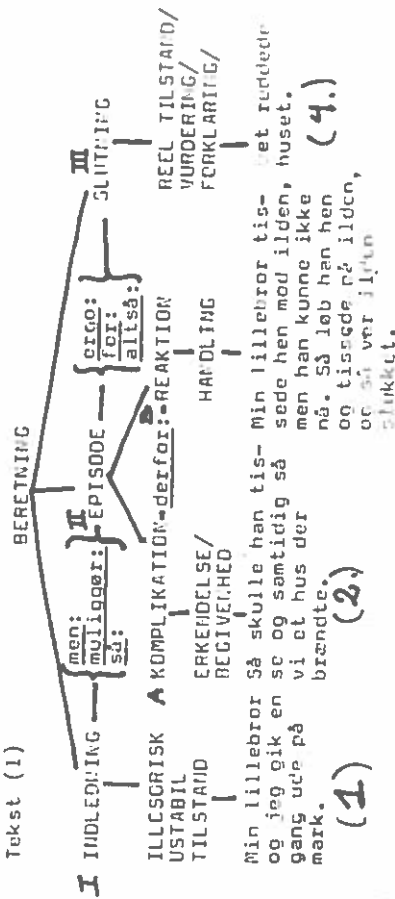 Tekst (1)
BERETNING
I INDLEDNING
men:
muliggør:
så:
II
EPISODE
ergo:
for:
altså:
III
SLUTNING
ILLUSORISK
USTABIL
TILSTAND
A KOMPLIKATION-derfor:-REAKTION
B
ERKENDELSE/
BEGIVENHED
HANDLING
REEL TILSTAND/
VURDERING/
FORKLARING
Min lillebror
og jeg gik en
gang ude på
mark.
(1)
Så skulle han tis-
se og samtidig så
vi et hus der
brændte.
(2.)
Min lillebror tis-
sede hen mod ilden,
men han kunne ikke
nå. Så løb han hen
og tissede på ilden,
og så var ilden
slukket.
Det reddede
huset.
(4.)